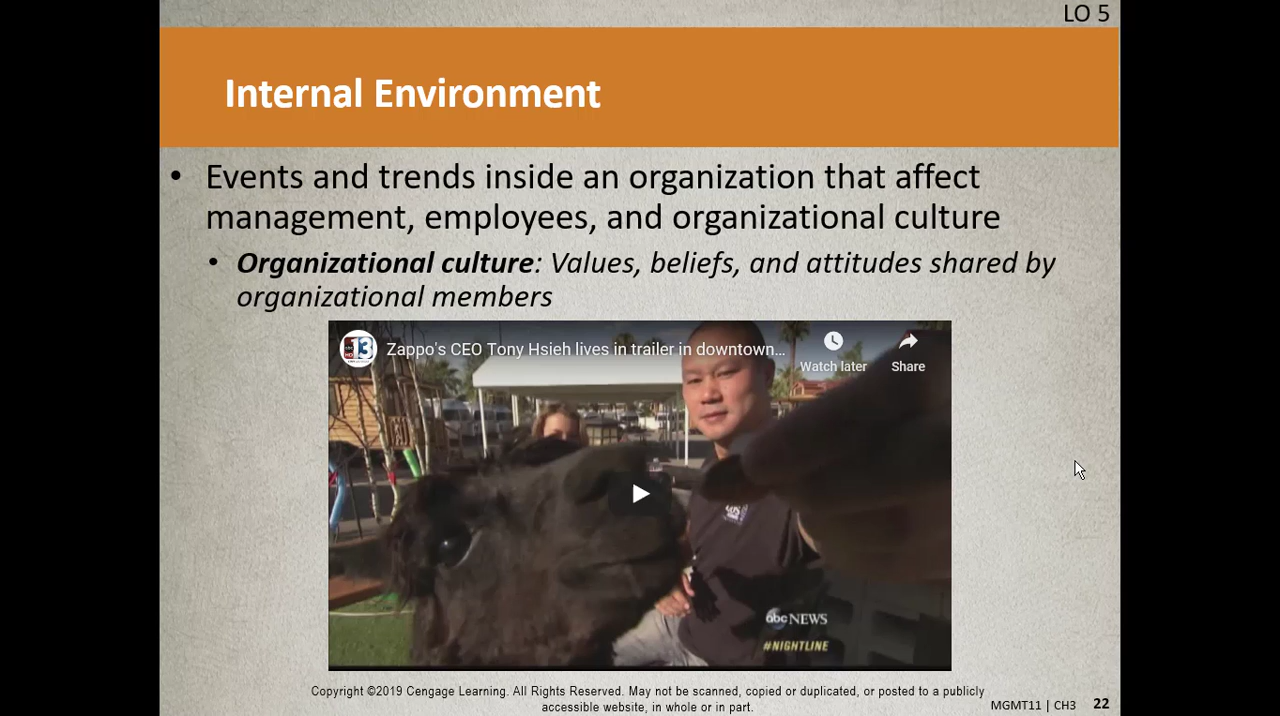 LO 5
Internal Environment
• Events and trends inside an organization that affect
management, employees, and organizational culture
• Organizational culture: Values, beliefs, and attitudes shared by
organizational members
13
Zappo's CEO Tony Hsieh lives in trailer in downtown...
Watch later
Share
abc NEWS
#NIGHTLINE
Copyright ©2019 Cengage Learning. All Rights Reserved. May not be scanned, copied or duplicated, or posted to a publicly
accessible website, in whole or in part.
MGMT11 | CH3 22